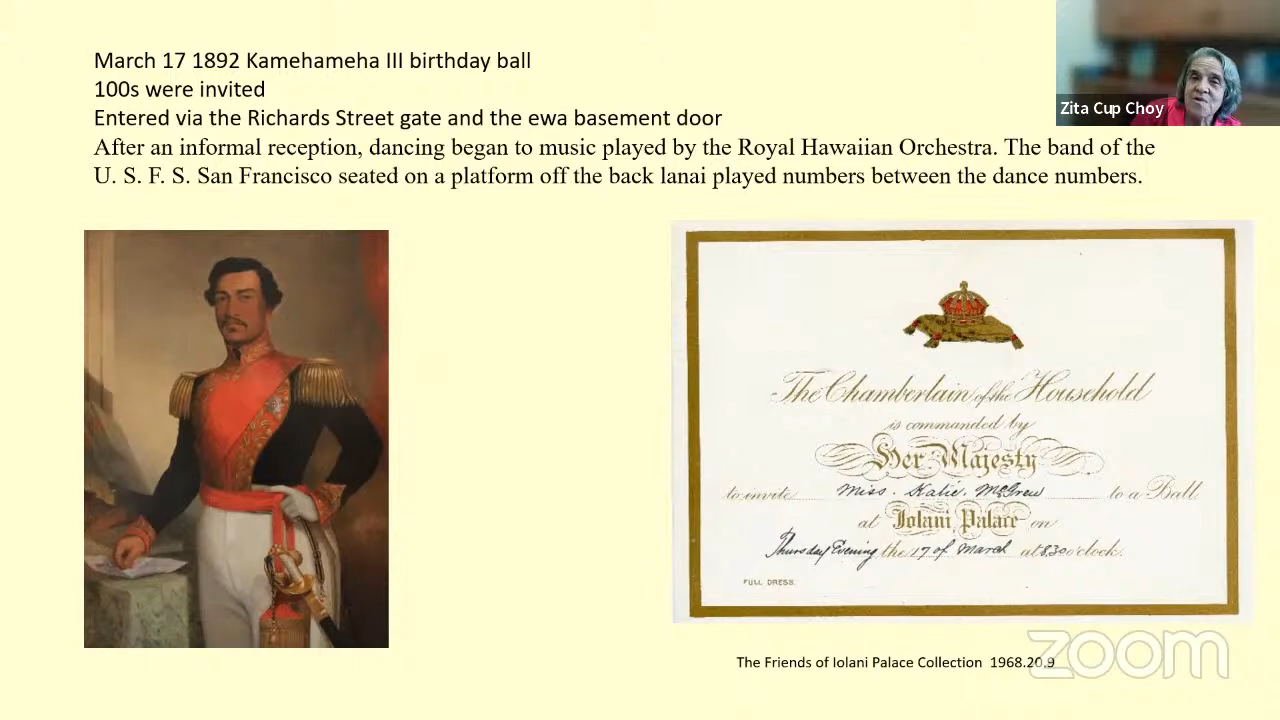 March 17 1892 Kamehameha III birthday ball
100s were invited
Entered via the Richards Street gate and the ewa basement door
After an informal reception, dancing began to music played by the Royal Hawaiian Orchestra. The band of the
U. S. F. S. San Francisco seated on a platform off the back lanai played numbers between the dance numbers.
Zita Cup Choy
The Chamberlain of the Household
is commanded by
Her Majesty
to invite Miss. Katie. McGrew to a Ball
at Iolani Palace on
Thursday Evening the 17 of March at 8.30 o'clock.
FULL DRESS.
The Friends of Iolani Palace Collection 1968.20.9
zoom